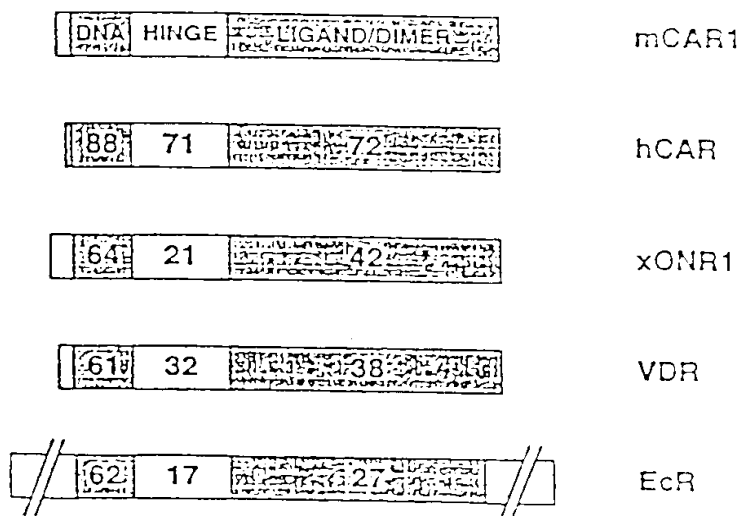 DNA HINGE LIGAND/DIMER mCAR1
88 71 72 hCAR
64 21 42 xONR1
61 32 38 VDR
62 17 27 EcR